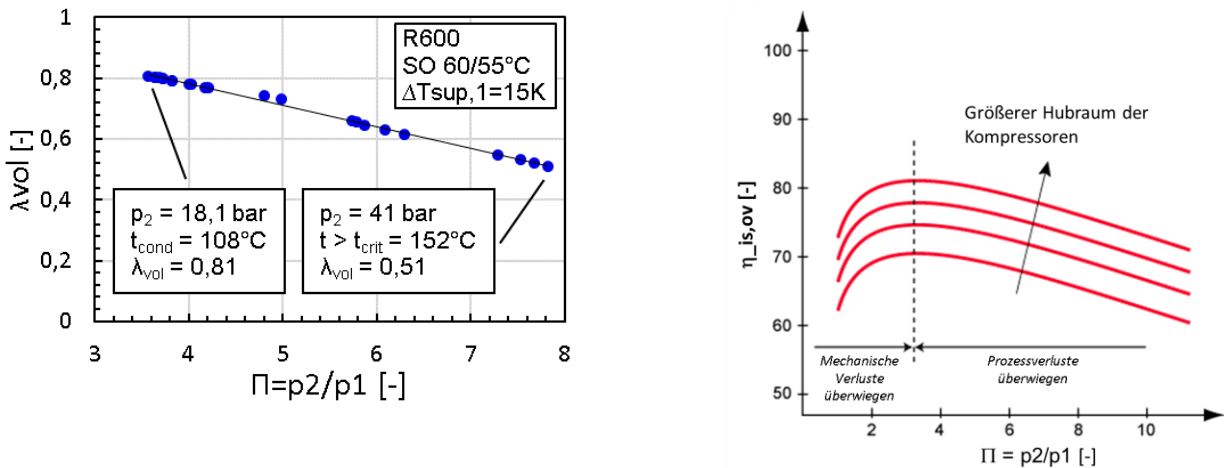 1
0,8
0,6
0,4
0,2
0
λvol [-]
R600
SO 60/55°C
ΔTsup,1=15K
p2 = 18,1 bar
tcond = 108°C
λvol = 0,81
p2 = 41 bar
t > tcrit = 152°C
λvol = 0,51
3 4 5 6 7 8
Π=p2/p1 [-]
100
80
70
60
50
η_is,ov [-]
Größerer Hubraum der
Kompressoren
Mechanische
Verluste
überwiegen
Prozessverluste
überwiegen
2 4 6 8 10
Π = p2/p1 [-]